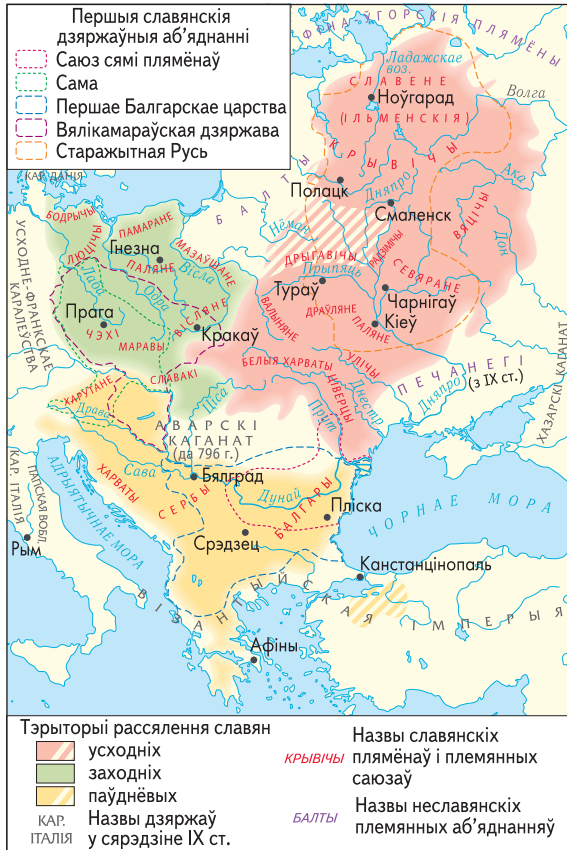 Першыя славянскія
дзяржаўныя аб'яднанні
Саюз сямі плямёнаў
Сама
Першае Балгарскае царства
Вялікамараўская дзяржава
Старажытная Русь
ФІНА-ЎГОРСКІЯ ПЛЯМЁНЫ
Ладажскае
воз.
СЛАВЕНЕ
Ноўгарад
(ІЛЬМЕНСКІЯ)
Волга
КРЫВІЧЫ
КАР. ДАНІЯ
БАЛТЫ
Полацк
Дняпро
Ака
Смаленск
БОДРЫЧЫ
ПАМАРАНЕ
Нёман
ВЯЦІЧЫ
Дон
ЛЮЦІЧЫ
Гнезна
МАЗАЎШАНЕ
ДРЫГАВІЧЫ
РАДЗІМІЧЫ
ПАЛЯНЕ
Вісла
Прыпяць
СЕВЯРАНЕ
УСХОДНЕ-ФРАНКСКАЕ
КАРАЛЕЎСТВА
Лаба
Одра
Тураў
Чарнігаў
Прага
ВІСЛЯНЕ
ВАЛЫНЯНЕ
ДРАЎЛЯНЕ
ПАЛЯНЕ
Кіеў
ЧЭХІ
Кракаў
МАРАВЫ
БЕЛЫЯ ХАРВАТЫ
УЛІЧЫ
ПЕЧАНЕГІ
(з IX ст.)
СЛАВАКІ
ЦІВЕРЦЫ
ХАЗАРСКІ КАГАНАТ
ХАРУТАНЕ
Ціса
Днестр
Дняпро
Драва
АВАРСКІ
КАГАНАТ
(да 796 г.)
Прут
Сава
Бялград
КАР. ІТАЛІЯ
ПАПСКАЯ ВОБЛ.
АДРЫЯТЫЧНАЕ МОРА
ХАРВАТЫ
СЕРБЫ
Дунай
БАЛГАРЫ
Пліска
ЧОРНАЕ МОРА
Рым
Срэдзец
Канстанцінопаль
ВІЗАНТЫЙСКАЯ ІМПЕРЫЯ
Афіны
Тэрыторыі рассялення славян
усходніх
заходніх
паўднёвых
КАР.
ІТАЛІЯ
Назвы дзяржаў
у сярэдзіне IX ст.
КРЫВІЧЫ
Назвы славянскіх
плямёнаў і племянных
саюзаў
БАЛТЫ
Назвы неславянскіх
племянных аб'яднанняў